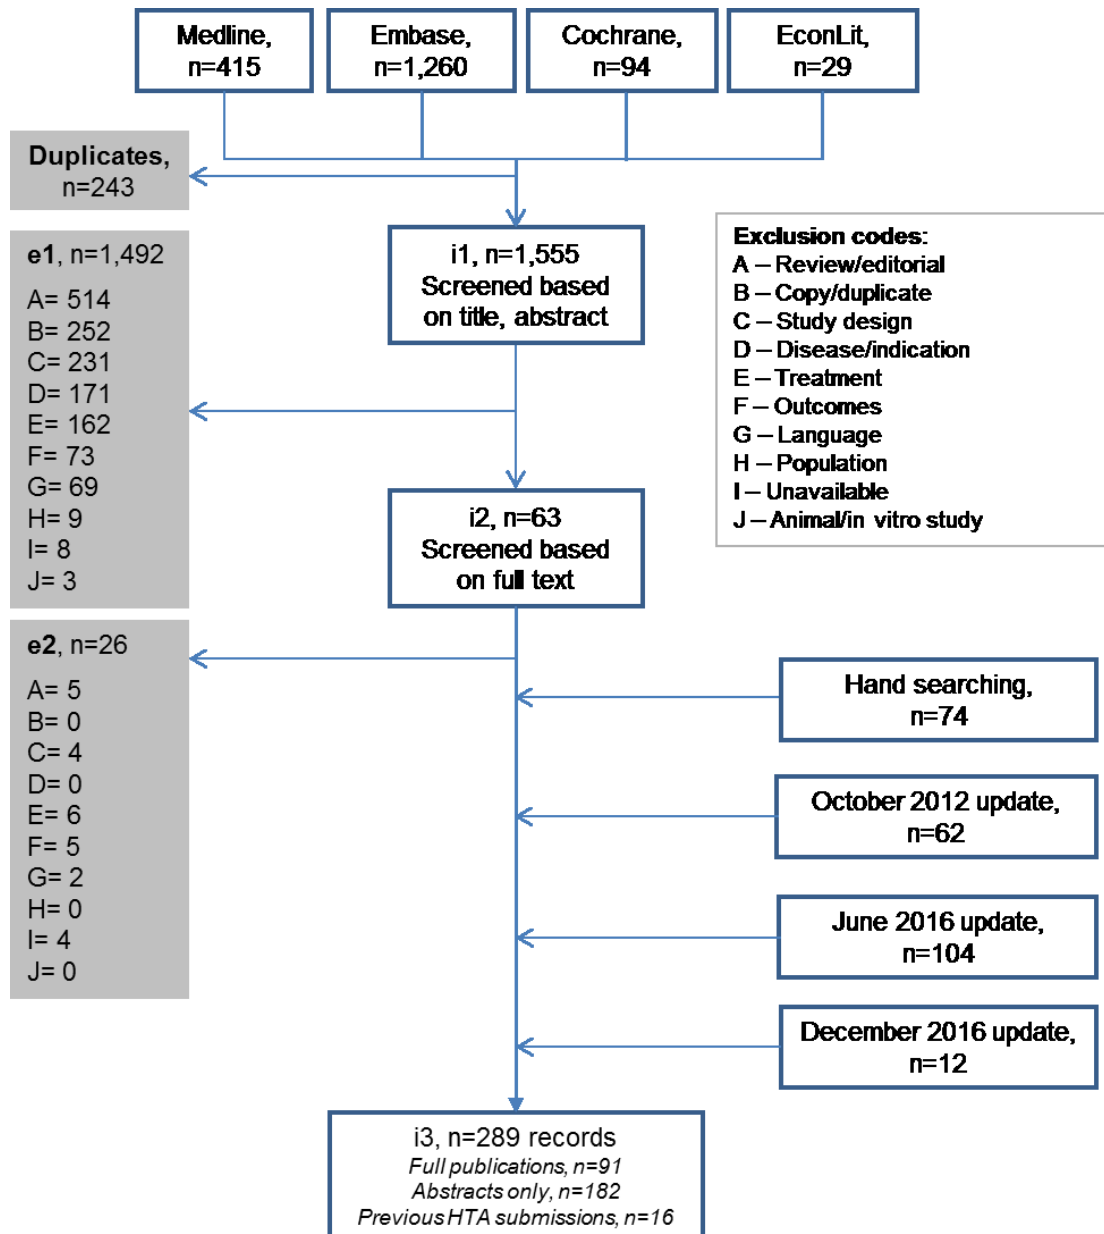 Medline,
n=415
Embase,
n=1,260
Cochrane,
n=94
EconLit,
n=29
Duplicates,
n=243
i1, n=1,555
Screened based
on title, abstract
e1, n=1,492
A= 514
B= 252
C= 231
D= 171
E= 162
F= 73
G= 69
H= 9
I= 8
J= 3
Exclusion codes:
A – Review/editorial
B – Copy/duplicate
C – Study design
D – Disease/indication
E – Treatment
F – Outcomes
G – Language
H – Population
I – Unavailable
J – Animal/in vitro study
i2, n=63
Screened based
on full text
e2, n=26
A= 5
B= 0
C= 4
D= 0
E= 6
F= 5
G= 2
H= 0
I= 4
J= 0
Hand searching,
n=74
October 2012 update,
n=62
June 2016 update,
n=104
December 2016 update,
n=12
i3, n=289 records
Full publications, n=91
Abstracts only, n=182
Previous HTA submissions, n=16